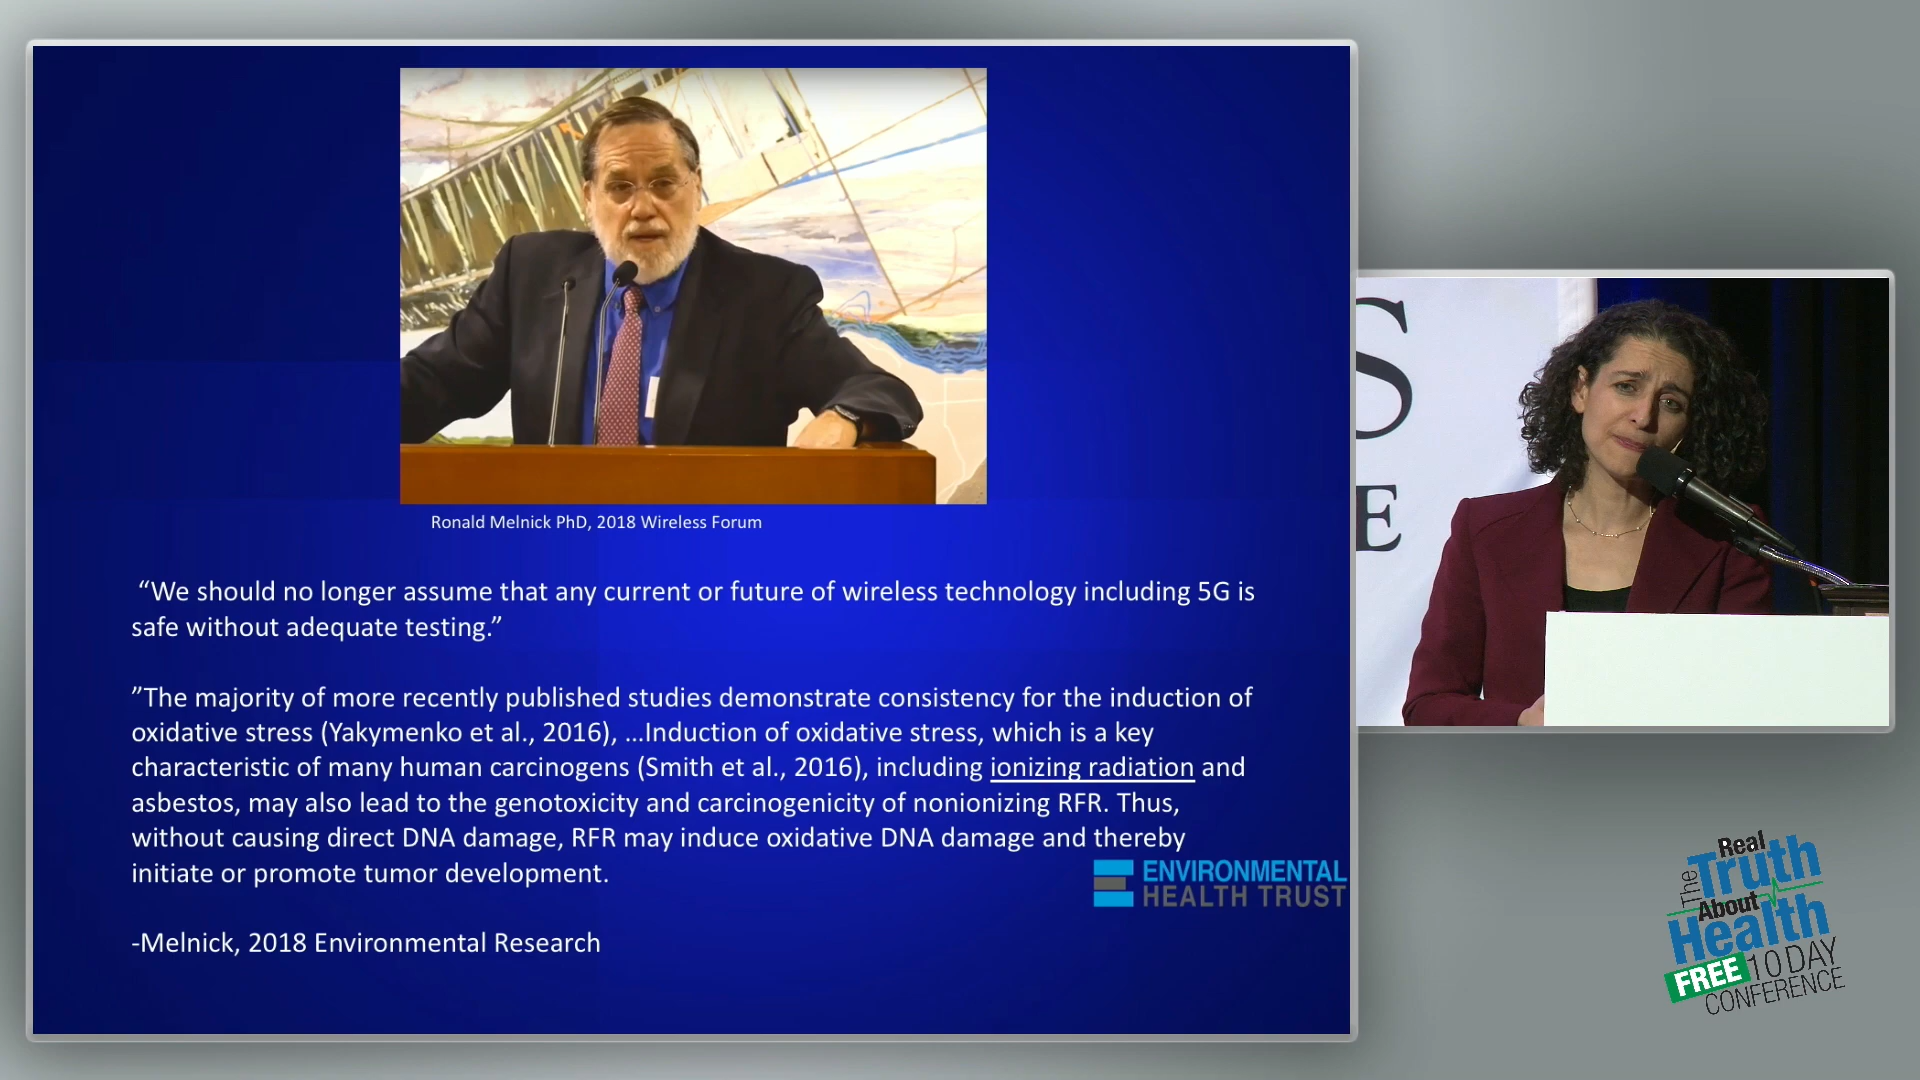 Ronald Melnick PhD, 2018 Wireless Forum
“We should no longer assume that any current or future of wireless technology including 5G is
safe without adequate testing.”
”The majority of more recently published studies demonstrate consistency for the induction of
oxidative stress (Yakymenko et al., 2016), ...Induction of oxidative stress, which is a key
characteristic of many human carcinogens (Smith et al., 2016), including ionizing radiation and
asbestos, may also lead to the genotoxicity and carcinogenicity of nonionizing RFR. Thus,
without causing direct DNA damage, RFR may induce oxidative DNA damage and thereby
initiate or promote tumor development.
ENVIRONMENTAL
HEALTH TRUST
-Melnick, 2018 Environmental Research
S
E
The Real
Truth
About
Health
FREE 10 DAY
CONFERENCE